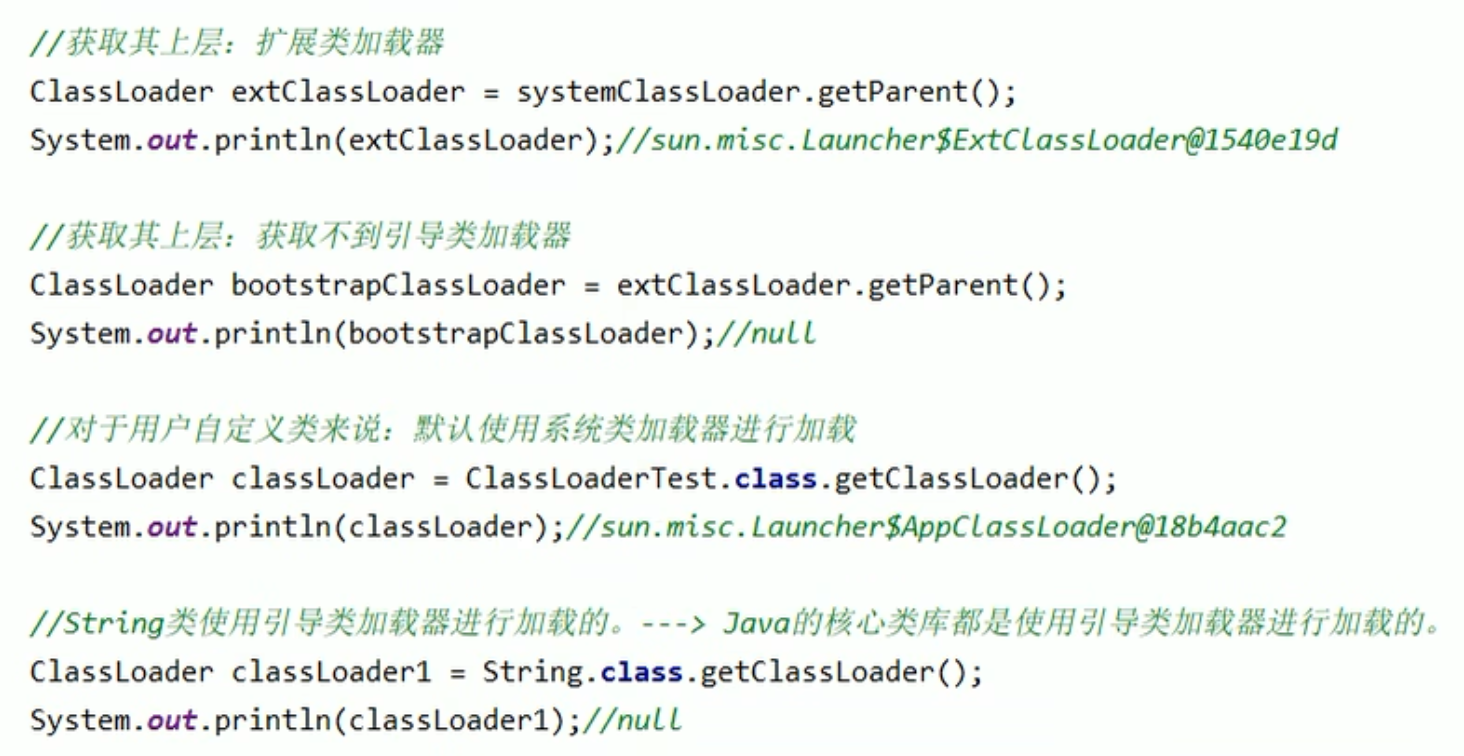 //获取其上层：扩展类加载器
ClassLoader extClassLoader = systemClassLoader.getParent();
System.out.println(extClassLoader);//sun.misc.Launcher$ExtClassLoader@1540e19d
//获取其上层：获取不到引导类加载器
ClassLoader bootstrapClassLoader = extClassLoader.getParent();
System.out.println(bootstrapClassLoader);//null
//对于用户自定义类来说：默认使用系统类加载器进行加载
ClassLoader classLoader = ClassLoaderTest.class.getClassLoader();
System.out.println(classLoader);//sun.misc.Launcher$AppClassLoader@18b4aac2
//String类使用引导类加载器进行加载的。---> Java的核心类库都是使用引导类加载器进行加载的。
ClassLoader classLoader1 = String.class.getClassLoader();
System.out.println(classLoader1);//null